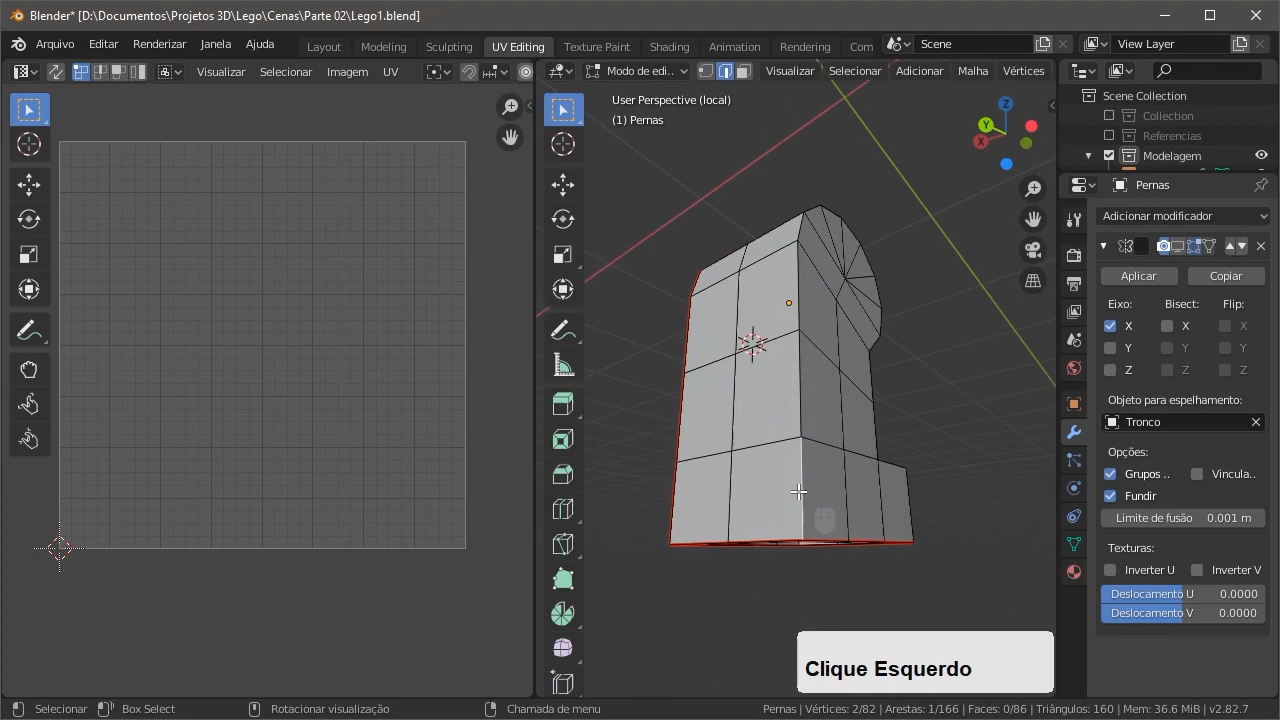 Blender* [D:\Documentos\Projetos 3D\Lego\Cenas\Parte 02\Lego1.blend]
Arquivo Editar Renderizar Janela Ajuda Layout Modeling Sculpting UV Editing Texture Paint Shading Animation Rendering Com Scene View Layer
Visualizar Selecionar Imagem UV Modo de edi.. Visualizar Selecionar Adicionar Malha Vértices
User Perspective (local)
(1) Pernas
Z
Y
X
Scene Collection
Collection
Referencias
Modelagem
Pernas
Adicionar modificador
Aplicar Copiar
Eixo: Bisect: Flip:
X X X
Y Y Y
Z Z Z
Objeto para espelhamento:
Tronco
Opções:
Grupos .. Vincula..
Fundir
Limite de fusão 0.001 m
Texturas:
Inverter U Inverter V
Deslocamento U 0.0000
Deslocamento V 0.0000
Clique Esquerdo
Selecionar Box Select Rotacionar visualização Chamada de menu Pernas | Vértices: 2/82 | Arestas: 1/166 | Faces: 0/86 | Triângulos: 160 | Mem: 36.6 MiB | v2.82.7